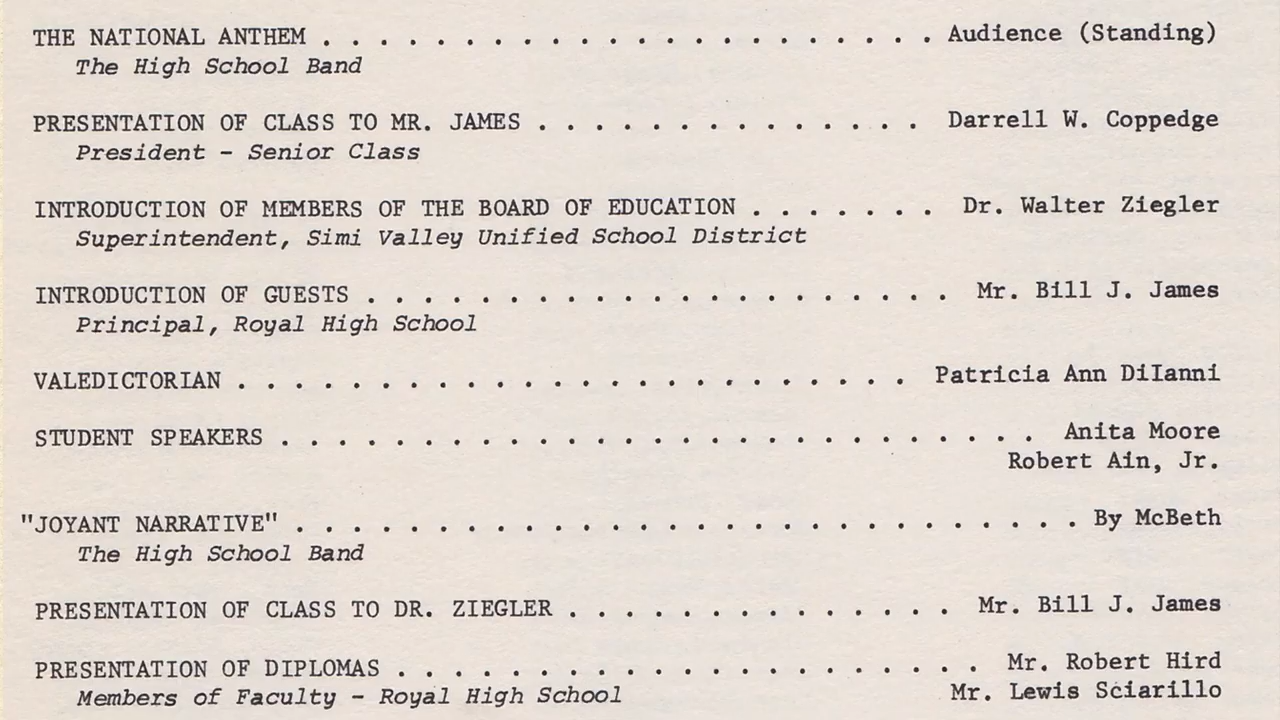 THE NATIONAL ANTHEM . . . . . . . . . . . . . . . . . . . . . . Audience (Standing)
The High School Band
PRESENTATION OF CLASS TO MR. JAMES . . . . . . . . . . . . . . Darrell W. Coppedge
President - Senior Class
INTRODUCTION OF MEMBERS OF THE BOARD OF EDUCATION . . . . . . . Dr. Walter Ziegler
Superintendent, Simi Valley Unified School District
INTRODUCTION OF GUESTS . . . . . . . . . . . . . . . . . . . . . Mr. Bill J. James
Principal, Royal High School
VALEDICTORIAN . . . . . . . . . . . . . . . . . . . . . . . . Patricia Ann DiIanni
STUDENT SPEAKERS . . . . . . . . . . . . . . . . . . . . . . . . . . . Anita Moore
Robert Ain, Jr.
"JOYANT NARRATIVE" . . . . . . . . . . . . . . . . . . . . . . . . . . . . By McBeth
The High School Band
PRESENTATION OF CLASS TO DR. ZIEGLER . . . . . . . . . . . . . . Mr. Bill J. James
PRESENTATION OF DIPLOMAS . . . . . . . . . . . . . . . . . . . . . Mr. Robert Hird
Members of Faculty - Royal High School Mr. Lewis Sciarillo